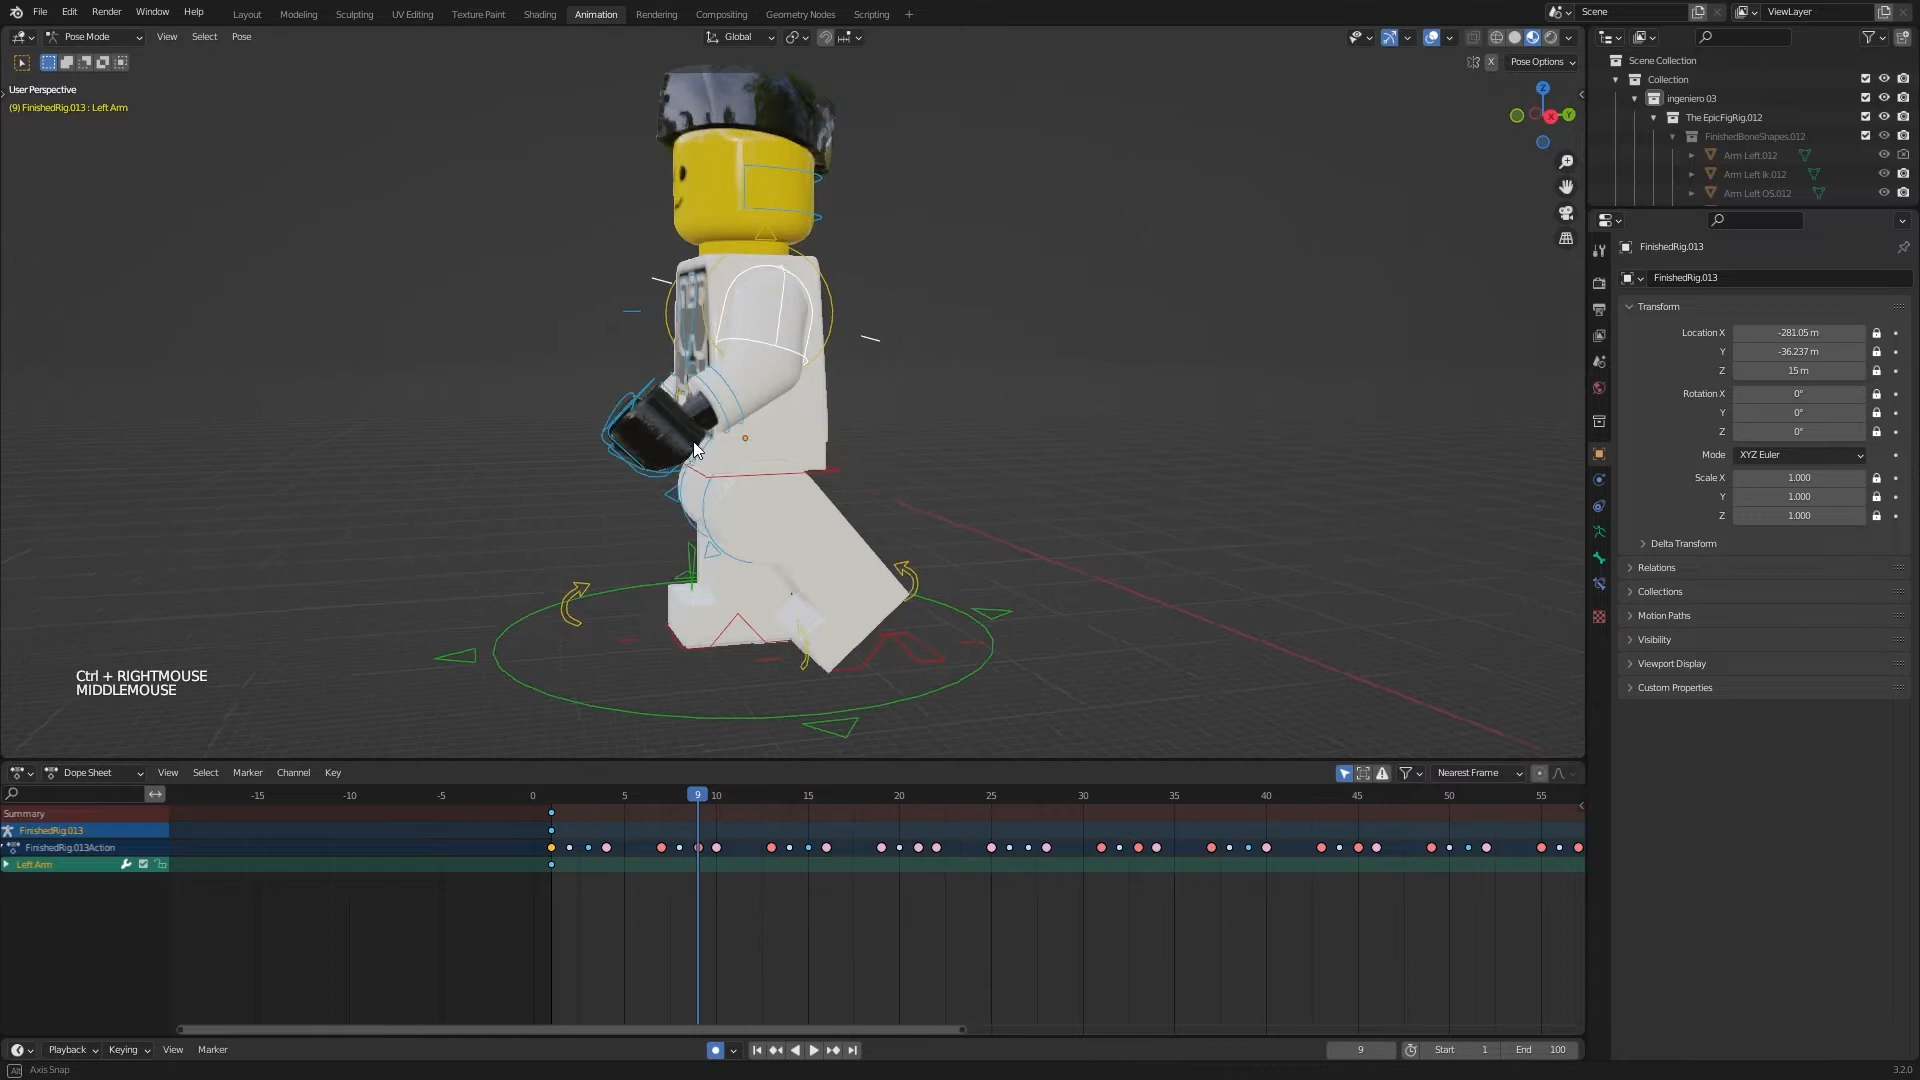 File Edit Render Window Help
Layout Modeling Sculpting UV Editing Texture Paint Shading Animation Rendering Compositing Geometry Nodes Scripting +
Scene
ViewLayer
Pose Mode View Select Pose
Global
X Pose Options
User Perspective
(9) FinishedRig.013 : Left Arm
Z
Y
X
Scene Collection
Collection
ingeniero 03
The EpicFigRig.012
FinishedBoneShapes.012
Arm Left.012
Arm Left Ik.012
Arm Left OS.012
FinishedRig.013
FinishedRig.013
Transform
Location X -281.05 m
Y -36.237 m
Z 15 m
Rotation X 0°
Y 0°
Z 0°
Mode XYZ Euler
Scale X 1.000
Y 1.000
Z 1.000
Delta Transform
Relations
Collections
Motion Paths
Visibility
Viewport Display
Custom Properties
Ctrl + RIGHTMOUSE
MIDDLEMOUSE
Dope Sheet View Select Marker Channel Key
Nearest Frame
-15 -10 -5 0 5 9 10 15 20 25 30 35 40 45 50 55
Summary
FinishedRig.013
FinishedRig.013Action
Left Arm
Playback Keying View Marker
9 Start 1 End 100
Alt Axis Snap
3.2.0